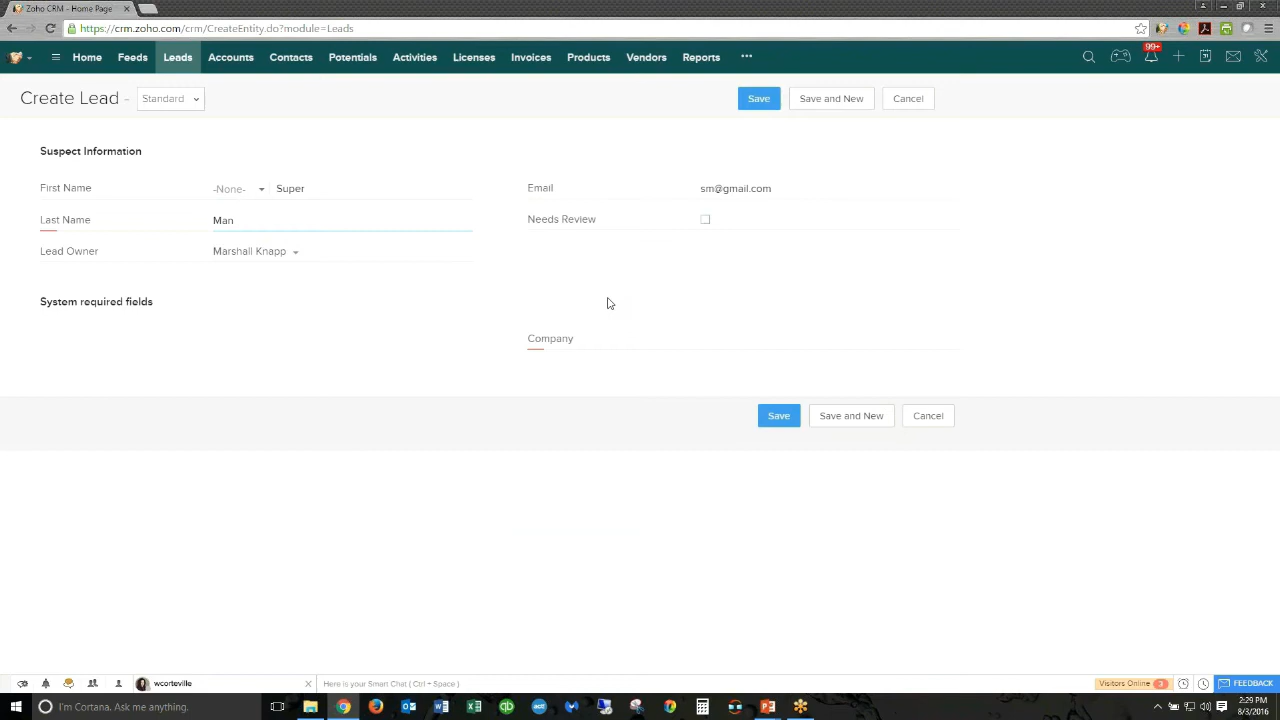 Zoho CRM - Home Page
https://crm.zoho.com/crm/CreateEntity.do?module=Leads
Home Feeds Leads Accounts Contacts Potentials Activities Licenses Invoices Products Vendors Reports ••• 99+
Create Lead - Standard Save Save and New Cancel
Suspect Information
First Name -None- Super Email sm@gmail.com
Last Name Man Needs Review
Lead Owner Marshall Knapp
System required fields
Company
Save Save and New Cancel
wcorteville Here is your Smart Chat ( Ctrl + Space ) Visitors Online 3 FEEDBACK
I'm Cortana. Ask me anything. 2:29 PM
8/3/2016